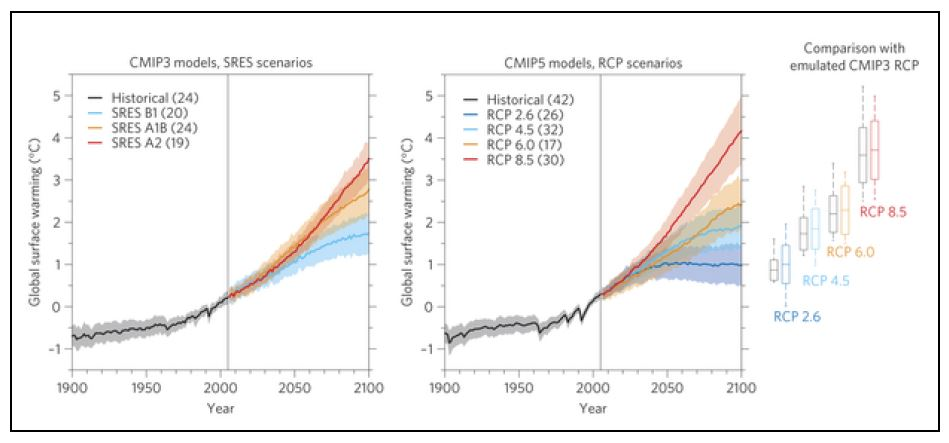 CMIP3 models, SRES scenarios
Global surface warming (°C)
5
4
3
2
1
0
−1
Historical (24)
SRES B1 (20)
SRES A1B (24)
SRES A2 (19)
1900
1950
2000
2050
2100
Year
CMIP5 models, RCP scenarios
Global surface warming (°C)
5
4
3
2
1
0
−1
Historical (42)
RCP 2.6 (26)
RCP 4.5 (32)
RCP 6.0 (17)
RCP 8.5 (30)
1900
1950
2000
2050
2100
Year
Comparison with
emulated CMIP3 RCP
RCP 8.5
RCP 6.0
RCP 4.5
RCP 2.6